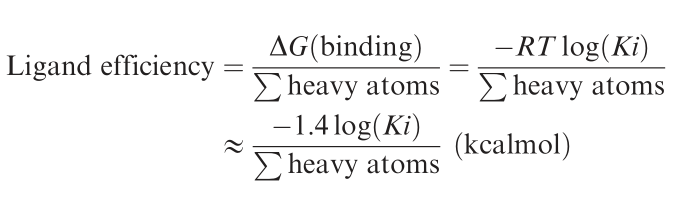 Ligand efficiency = ΔG(binding) / ∑ heavy atoms = −RT log(Ki) / ∑ heavy atoms
≈ −1.4 log(Ki) / ∑ heavy atoms (kcalmol)